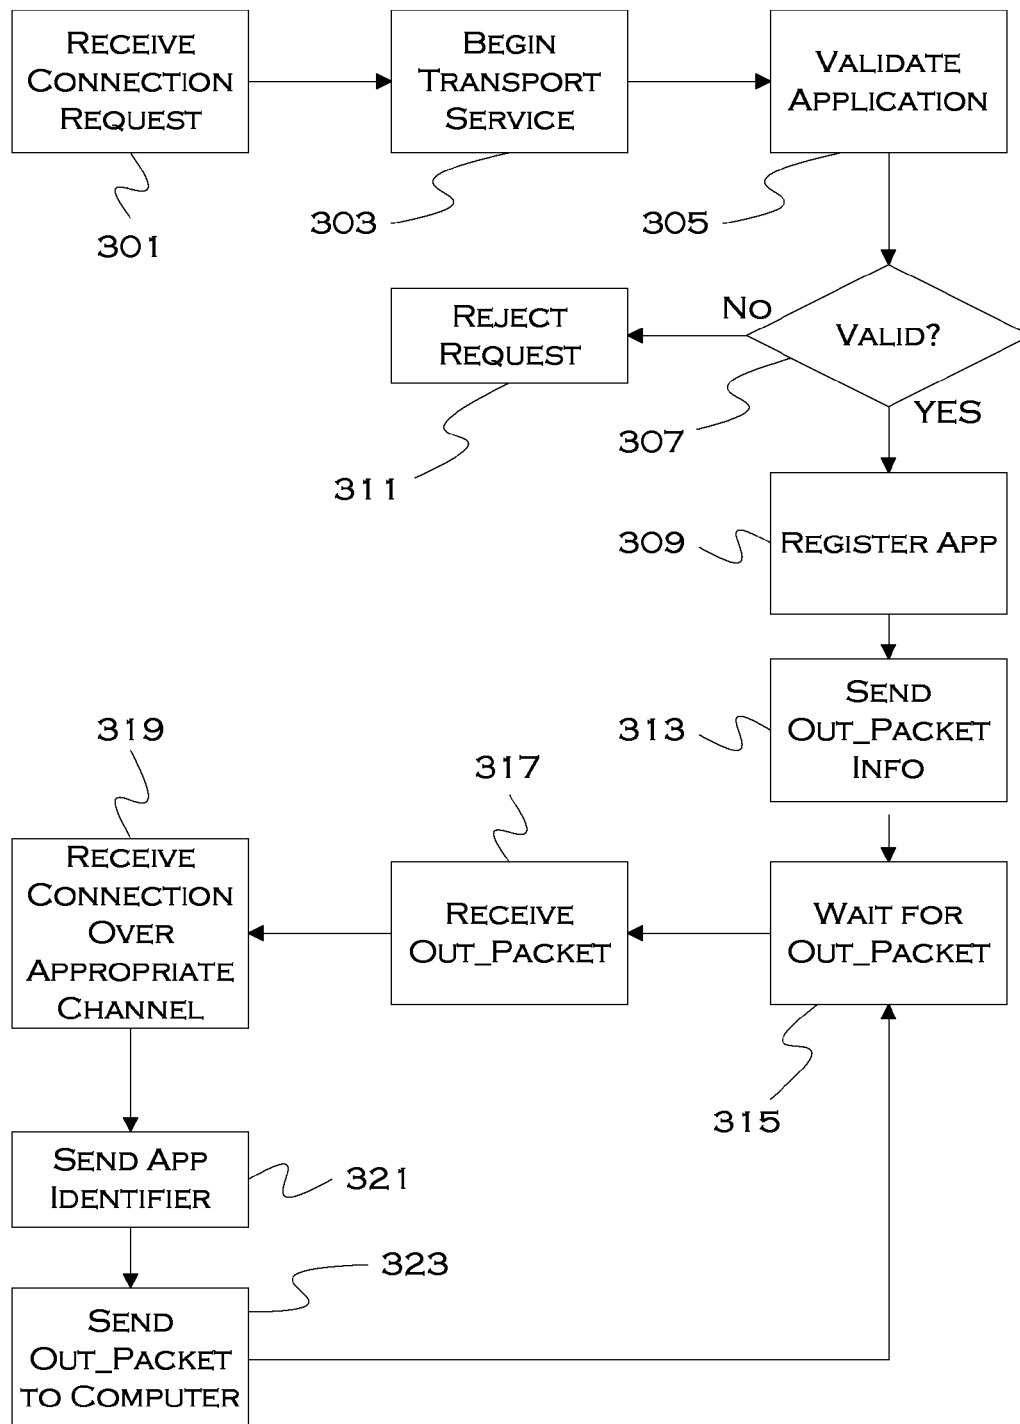 RECEIVE
CONNECTION
REQUEST
BEGIN
TRANSPORT
SERVICE
VALIDATE
APPLICATION
301
303
305
REJECT
REQUEST
NO
VALID?
YES
307
311
309
REGISTER APP
313
SEND
OUT_PACKET
INFO
319
317
RECEIVE
CONNECTION
OVER
APPROPRIATE
CHANNEL
RECEIVE
OUT_PACKET
WAIT FOR
OUT_PACKET
315
SEND APP
IDENTIFIER
321
323
SEND
OUT_PACKET
TO COMPUTER